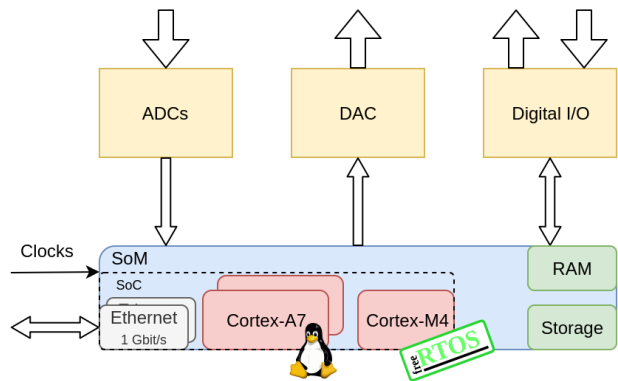 ADCs
DAC
Digital I/O
Clocks
SoM
RAM
SoC
Ethernet
1 Gbit/s
Cortex-A7
Cortex-M4
Storage
free RTOS